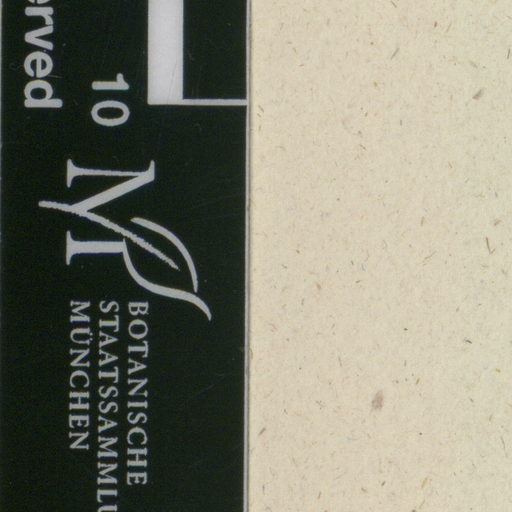 erved
10
M
BOTANISCHE
STAATSSAMMLU
MÜNCHEN